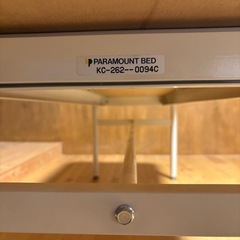 PARAMOUNT BED
KC-262--0094C